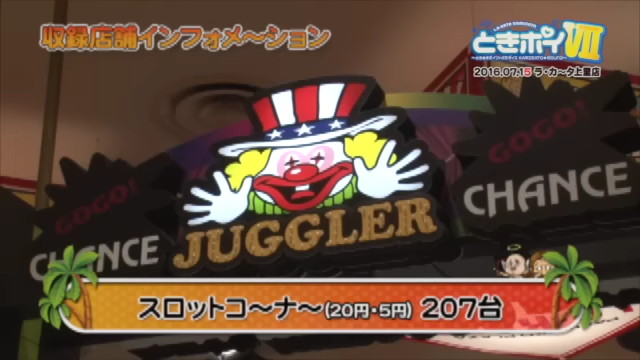 収録店舗インフォメ〜ション
ときポイVII
2016.07.15 ラ・カ〜タ上里店
GOGO!
CHANCE
JUGGLER
GOGO!
CHANCE
スロットコ〜ナ〜(20円・5円) 207台